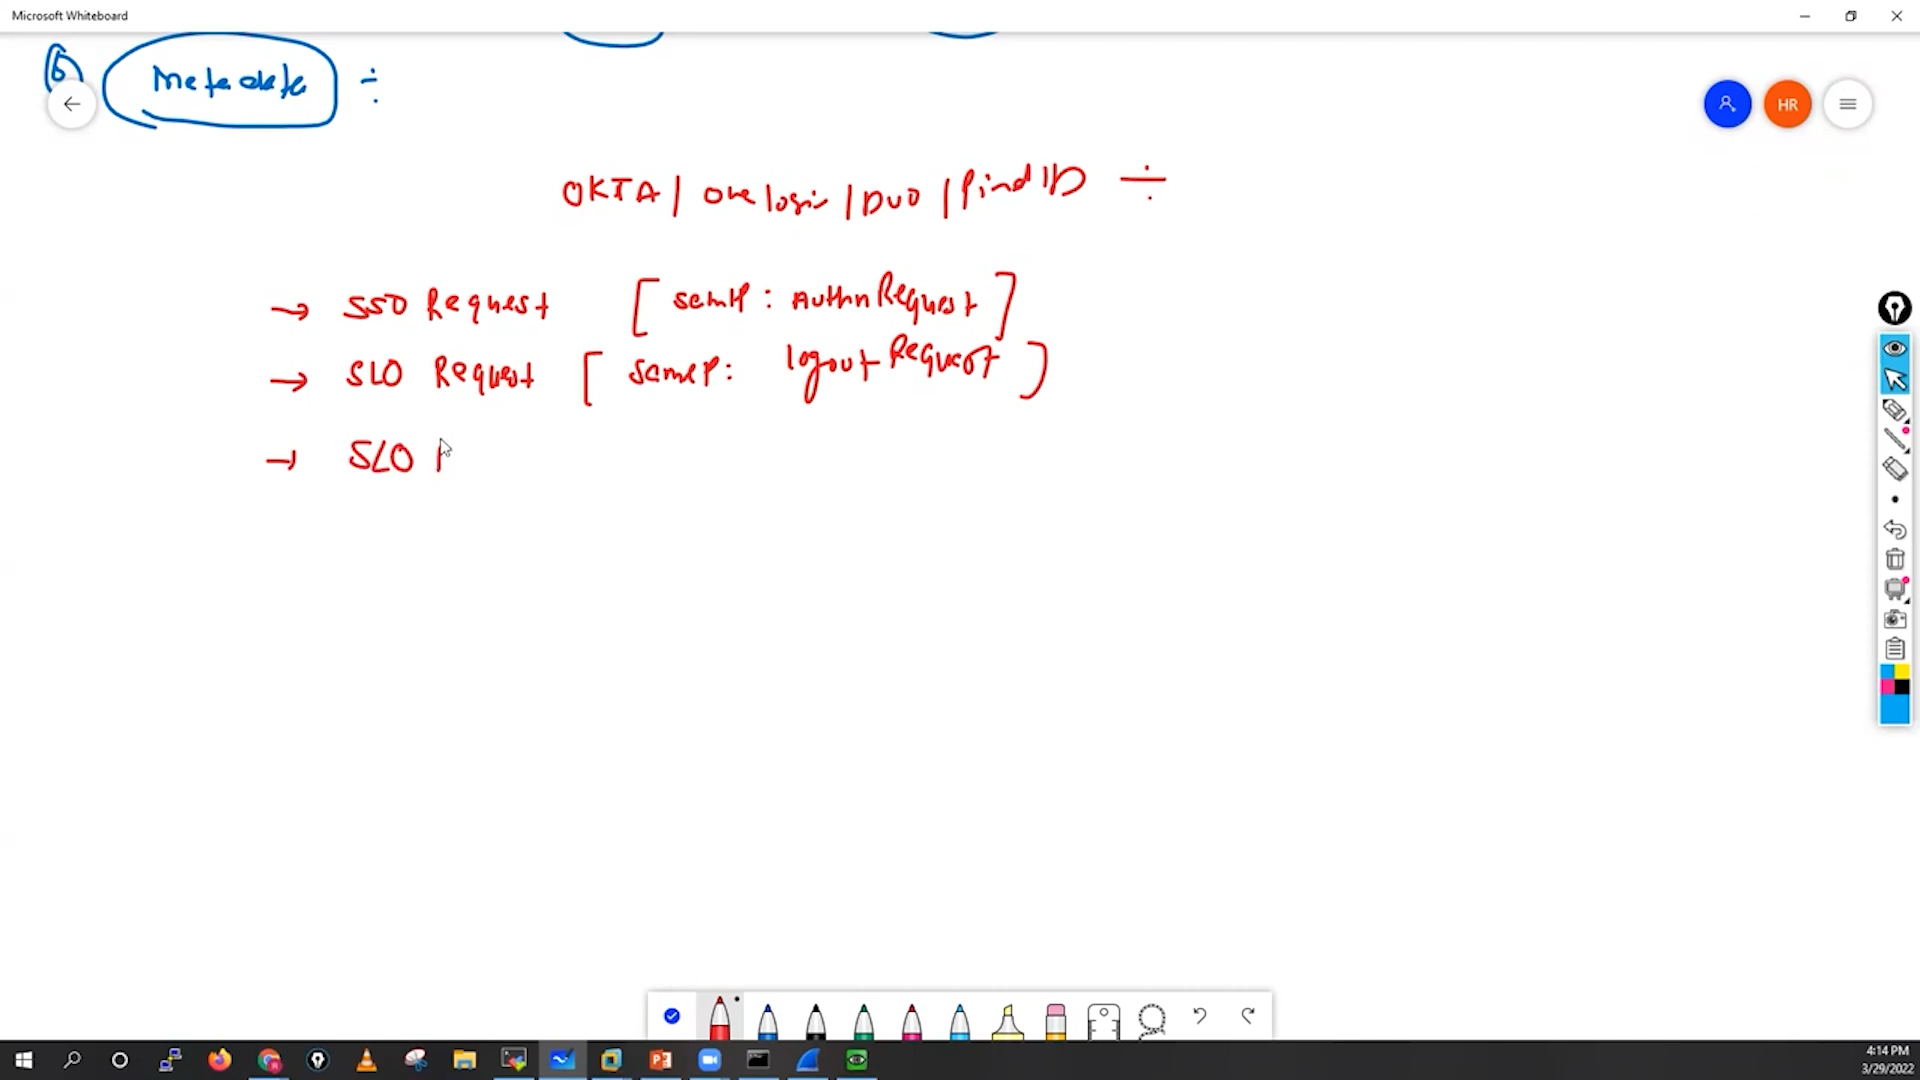 Microsoft Whiteboard
6 Metadata ÷
HR
OKTA | onelogin | DUO | PindID ÷
→ SSO Request [ samlP : AuthnRequest ]
→ SLO Request [ samlP : logoutRequest ]
→ SLO
4:14 PM
3/29/2022